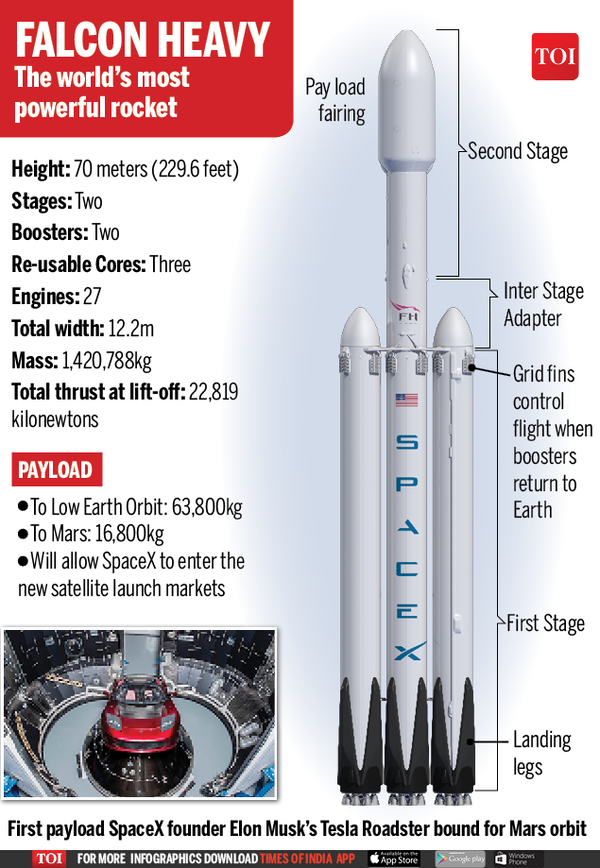 FALCON HEAVY
The world's most
powerful rocket
TOI
Height: 70 meters (229.6 feet)
Stages: Two
Boosters: Two
Re-usable Cores: Three
Engines: 27
Total width: 12.2m
Mass: 1,420,788kg
Total thrust at lift-off: 22,819
kilonewtons
PAYLOAD
●To Low Earth Orbit: 63,800kg
●To Mars: 16,800kg
●Will allow SpaceX to enter the
new satellite launch markets
Pay load
fairing
Second Stage
Inter Stage
Adapter
FH
Grid fins
control
flight when
boosters
return to
Earth
SPACEX
First Stage
Landing
legs
First payload SpaceX founder Elon Musk's Tesla Roadster bound for Mars orbit
TOI FOR MORE INFOGRAPHICS DOWNLOAD TIMES OF INDIA APP
Available on the
App Store
Google play
Windows
Phone